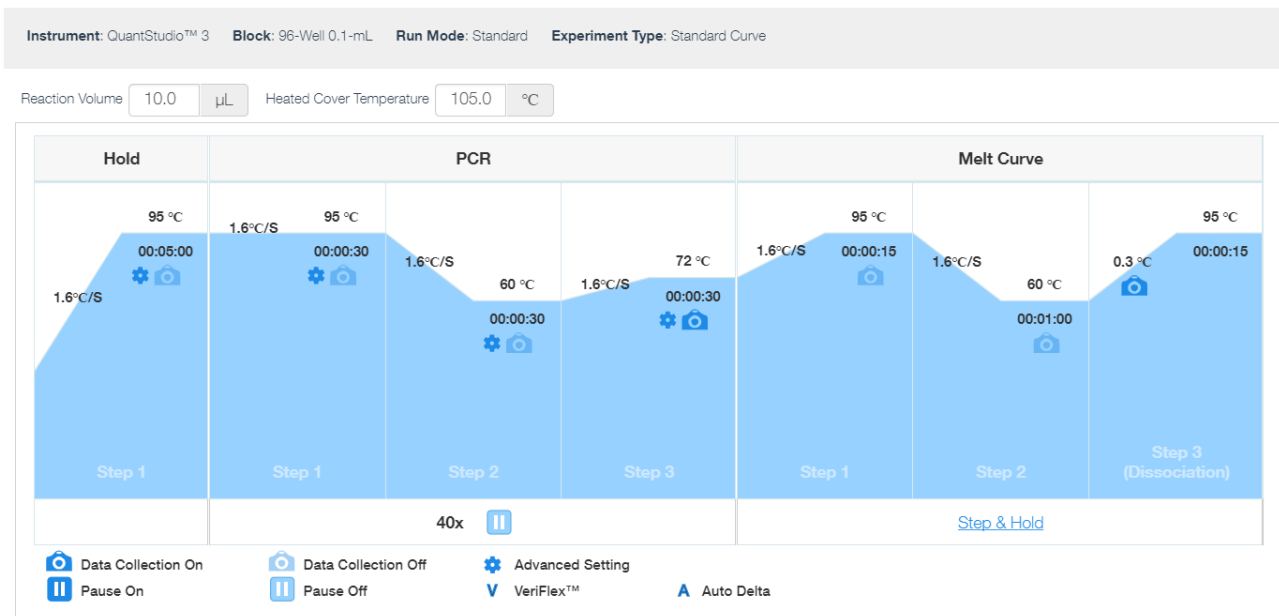 Instrument: QuantStudio™ 3 Block: 96-Well 0.1-mL Run Mode: Standard Experiment Type: Standard Curve
Reaction Volume 10.0 µL Heated Cover Temperature 105.0 °C
Hold PCR Melt Curve
95 °C 95 °C 95 °C 95 °C
1.6°C/S
00:05:00 00:00:30 1.6°C/S 00:00:15 00:00:15
1.6°C/S 72 °C 1.6°C/S 0.3 °C
60 °C 1.6°C/S 60 °C
1.6°C/S 00:00:30
00:00:30 00:01:00
Step 1 Step 1 Step 2 Step 3 Step 1 Step 2 Step 3
(Dissociation)
40x Step & Hold
Data Collection On Data Collection Off Advanced Setting
Pause On Pause Off V VeriFlex™ A Auto Delta